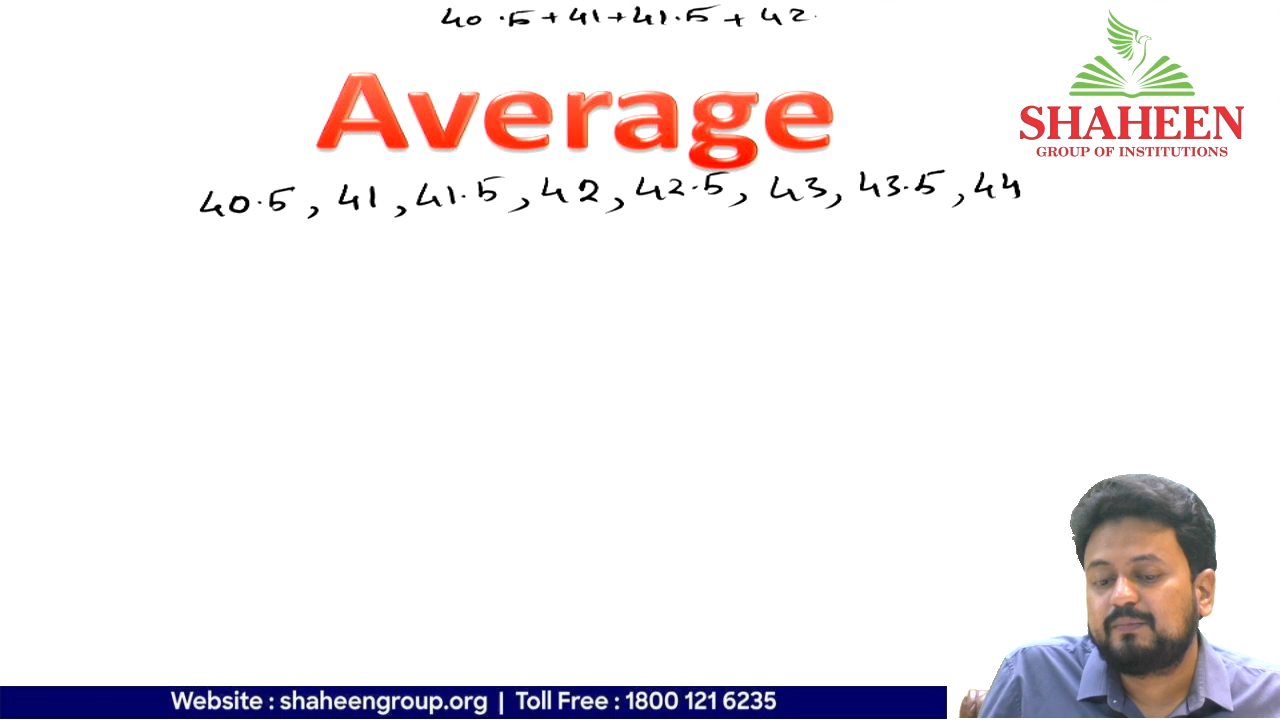 40.5+41+41.5+42
Average
SHAHEEN
GROUP OF INSTITUTIONS
40.5, 41, 41.5, 42, 42.5, 43, 43.5, 44
Website : shaheengroup.org | Toll Free : 1800 121 6235